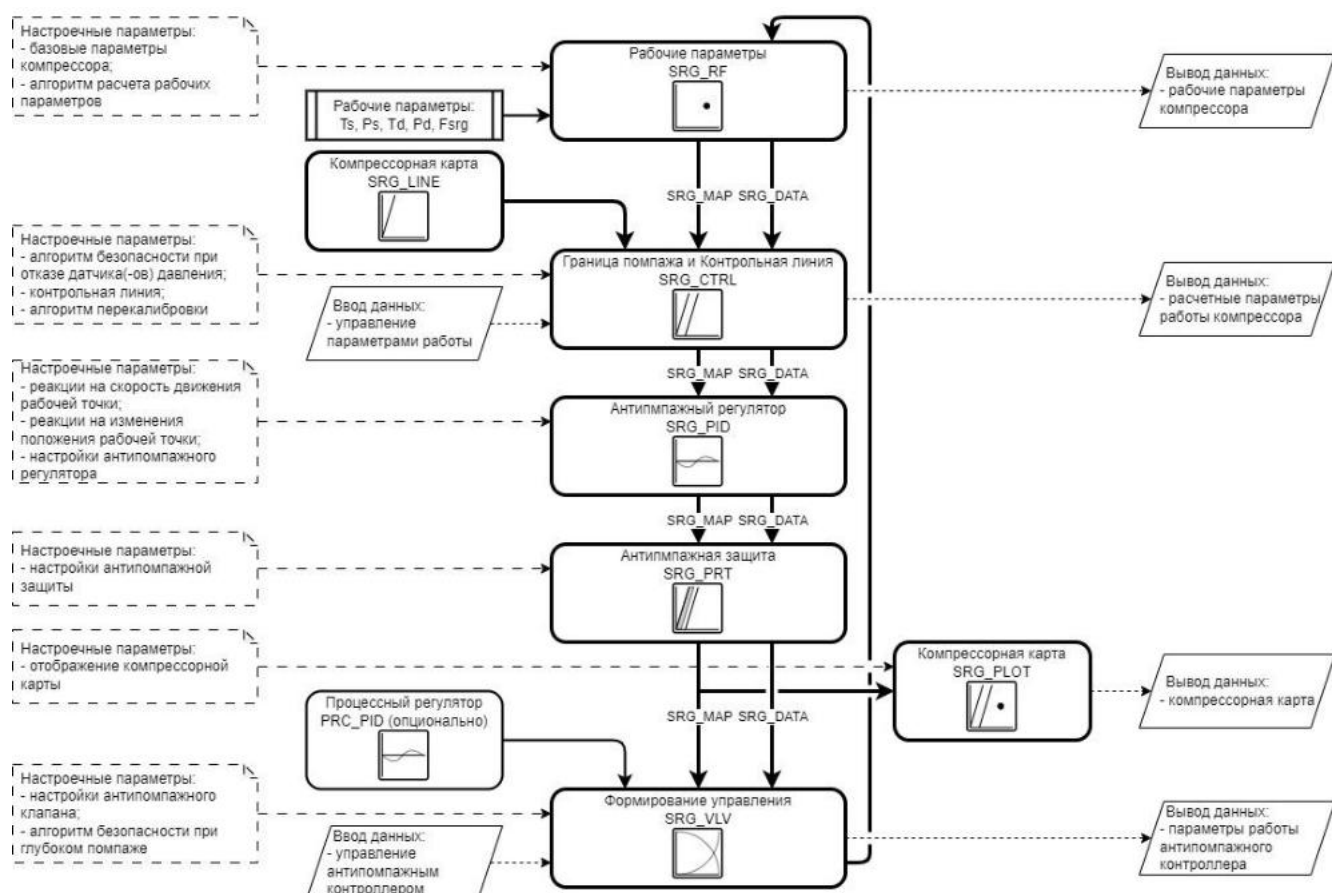 Настроечные параметры:
- базовые параметры
компрессора;
- алгоритм расчета рабочих
параметров
Рабочие параметры
SRG_RF
Вывод данных:
- рабочие параметры
компрессора
Рабочие параметры:
Ts, Ps, Td, Pd, Fsrg
Компрессорная карта
SRG_LINE
SRG_MAP SRG_DATA
Настроечные параметры:
- алгоритм безопасности при
отказе датчика(-ов) давления;
- контрольная линия;
- алгоритм перекалибровки
Граница помпажа и Контрольная линия
SRG_CTRL
Вывод данных:
- расчетные параметры
работы компрессора
Ввод данных:
- управление
параметрами работы
SRG_MAP SRG_DATA
Настроечные параметры:
- реакции на скорость движения
рабочей точки;
- реакции на изменения
положения рабочей точки;
- настройки антипомпажного
регулятора
Антипмпажный регулятор
SRG_PID
SRG_MAP SRG_DATA
Настроечные параметры:
- настройки антипомпажной
защиты
Антипмпажная защита
SRG_PRT
Настроечные параметры:
- отображение компрессорной
карты
Компрессорная карта
SRG_PLOT
Вывод данных:
- компрессорная карта
Процессный регулятор
PRC_PID (опционально)
SRG_MAP SRG_DATA
Настроечные параметры:
- настройки антипомпажного
клапана;
- алгоритм безопасности при
глубоком помпаже
Формирование управления
SRG_VLV
Вывод данных:
- параметры работы
антипомпажного
контроллера
Ввод данных:
- управление
антипомпажным
контроллером